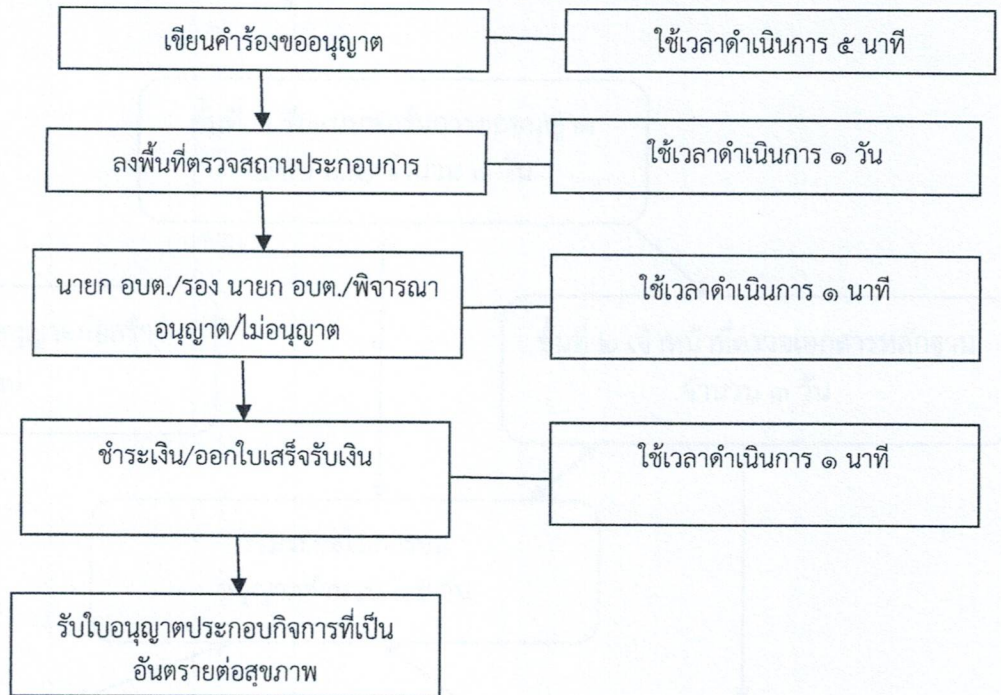 เขียนคำร้องขออนุญาต
ใช้เวลาดำเนินการ ๕ นาที
ลงพื้นที่ตรวจสถานประกอบการ
ใช้เวลาดำเนินการ ๑ วัน
นายก อบต./รอง นายก อบต./พิจารณา
อนุญาต/ไม่อนุญาต
ใช้เวลาดำเนินการ ๑ นาที
ชำระเงิน/ออกใบเสร็จรับเงิน
ใช้เวลาดำเนินการ ๑ นาที
รับใบอนุญาตประกอบกิจการที่เป็น
อันตรายต่อสุขภาพ